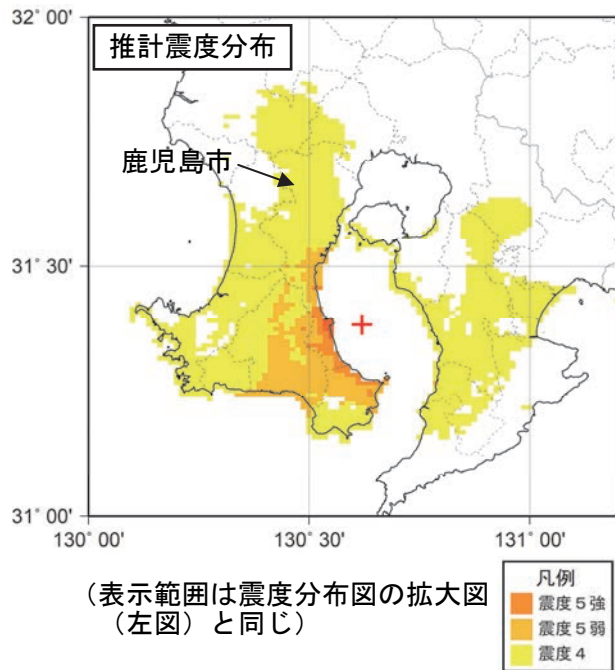 32° 00'
推計震度分布
鹿児島市
31° 30'
31° 00'
130° 00'
130° 30'
131° 00'
（表示範囲は震度分布図の拡大図
（左図）と同じ）
凡例
震度５強
震度５弱
震度４